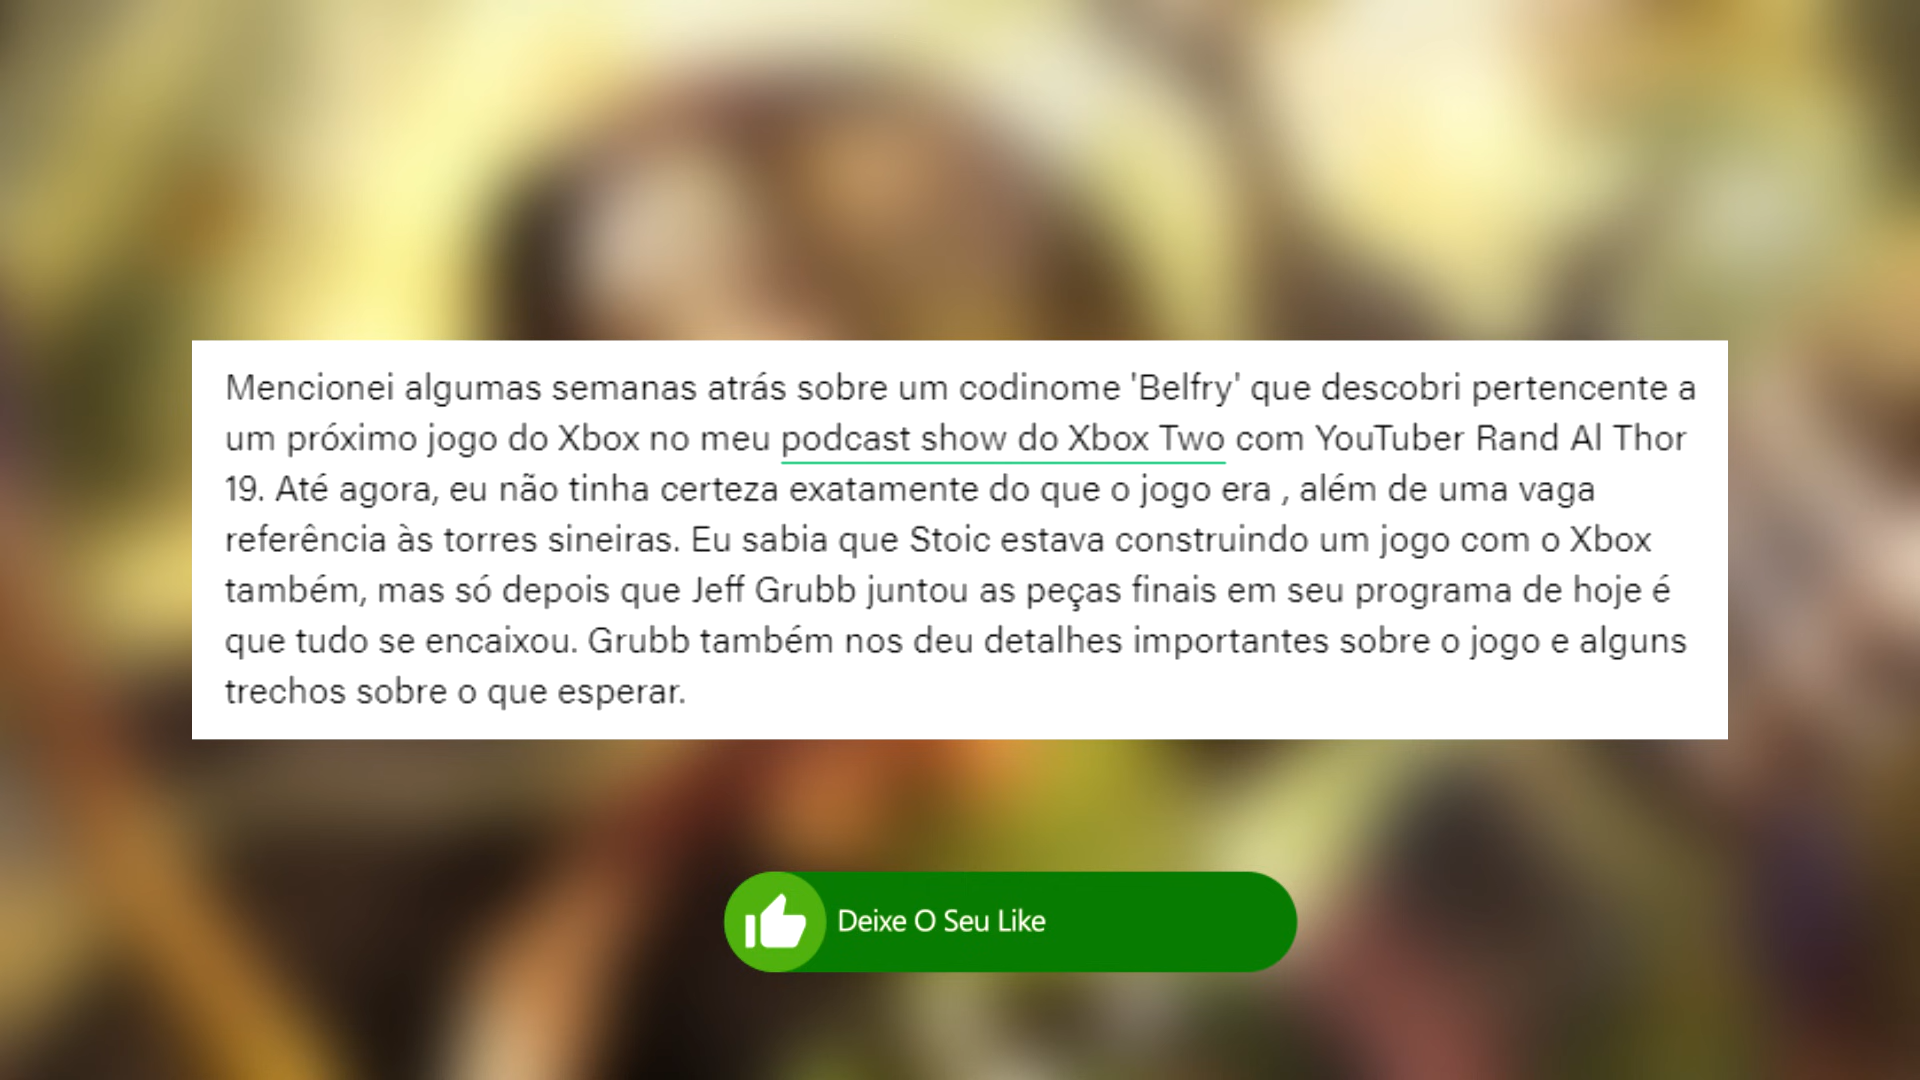 Mencionei algumas semanas atrás sobre um codinome 'Belfry' que descobri pertencente a
um próximo jogo do Xbox no meu podcast show do Xbox Two com YouTuber Rand Al Thor
19. Até agora, eu não tinha certeza exatamente do que o jogo era , além de uma vaga
referência às torres sineiras. Eu sabia que Stoic estava construindo um jogo com o Xbox
também, mas só depois que Jeff Grubb juntou as peças finais em seu programa de hoje é
que tudo se encaixou. Grubb também nos deu detalhes importantes sobre o jogo e alguns
trechos sobre o que esperar.
Deixe O Seu Like